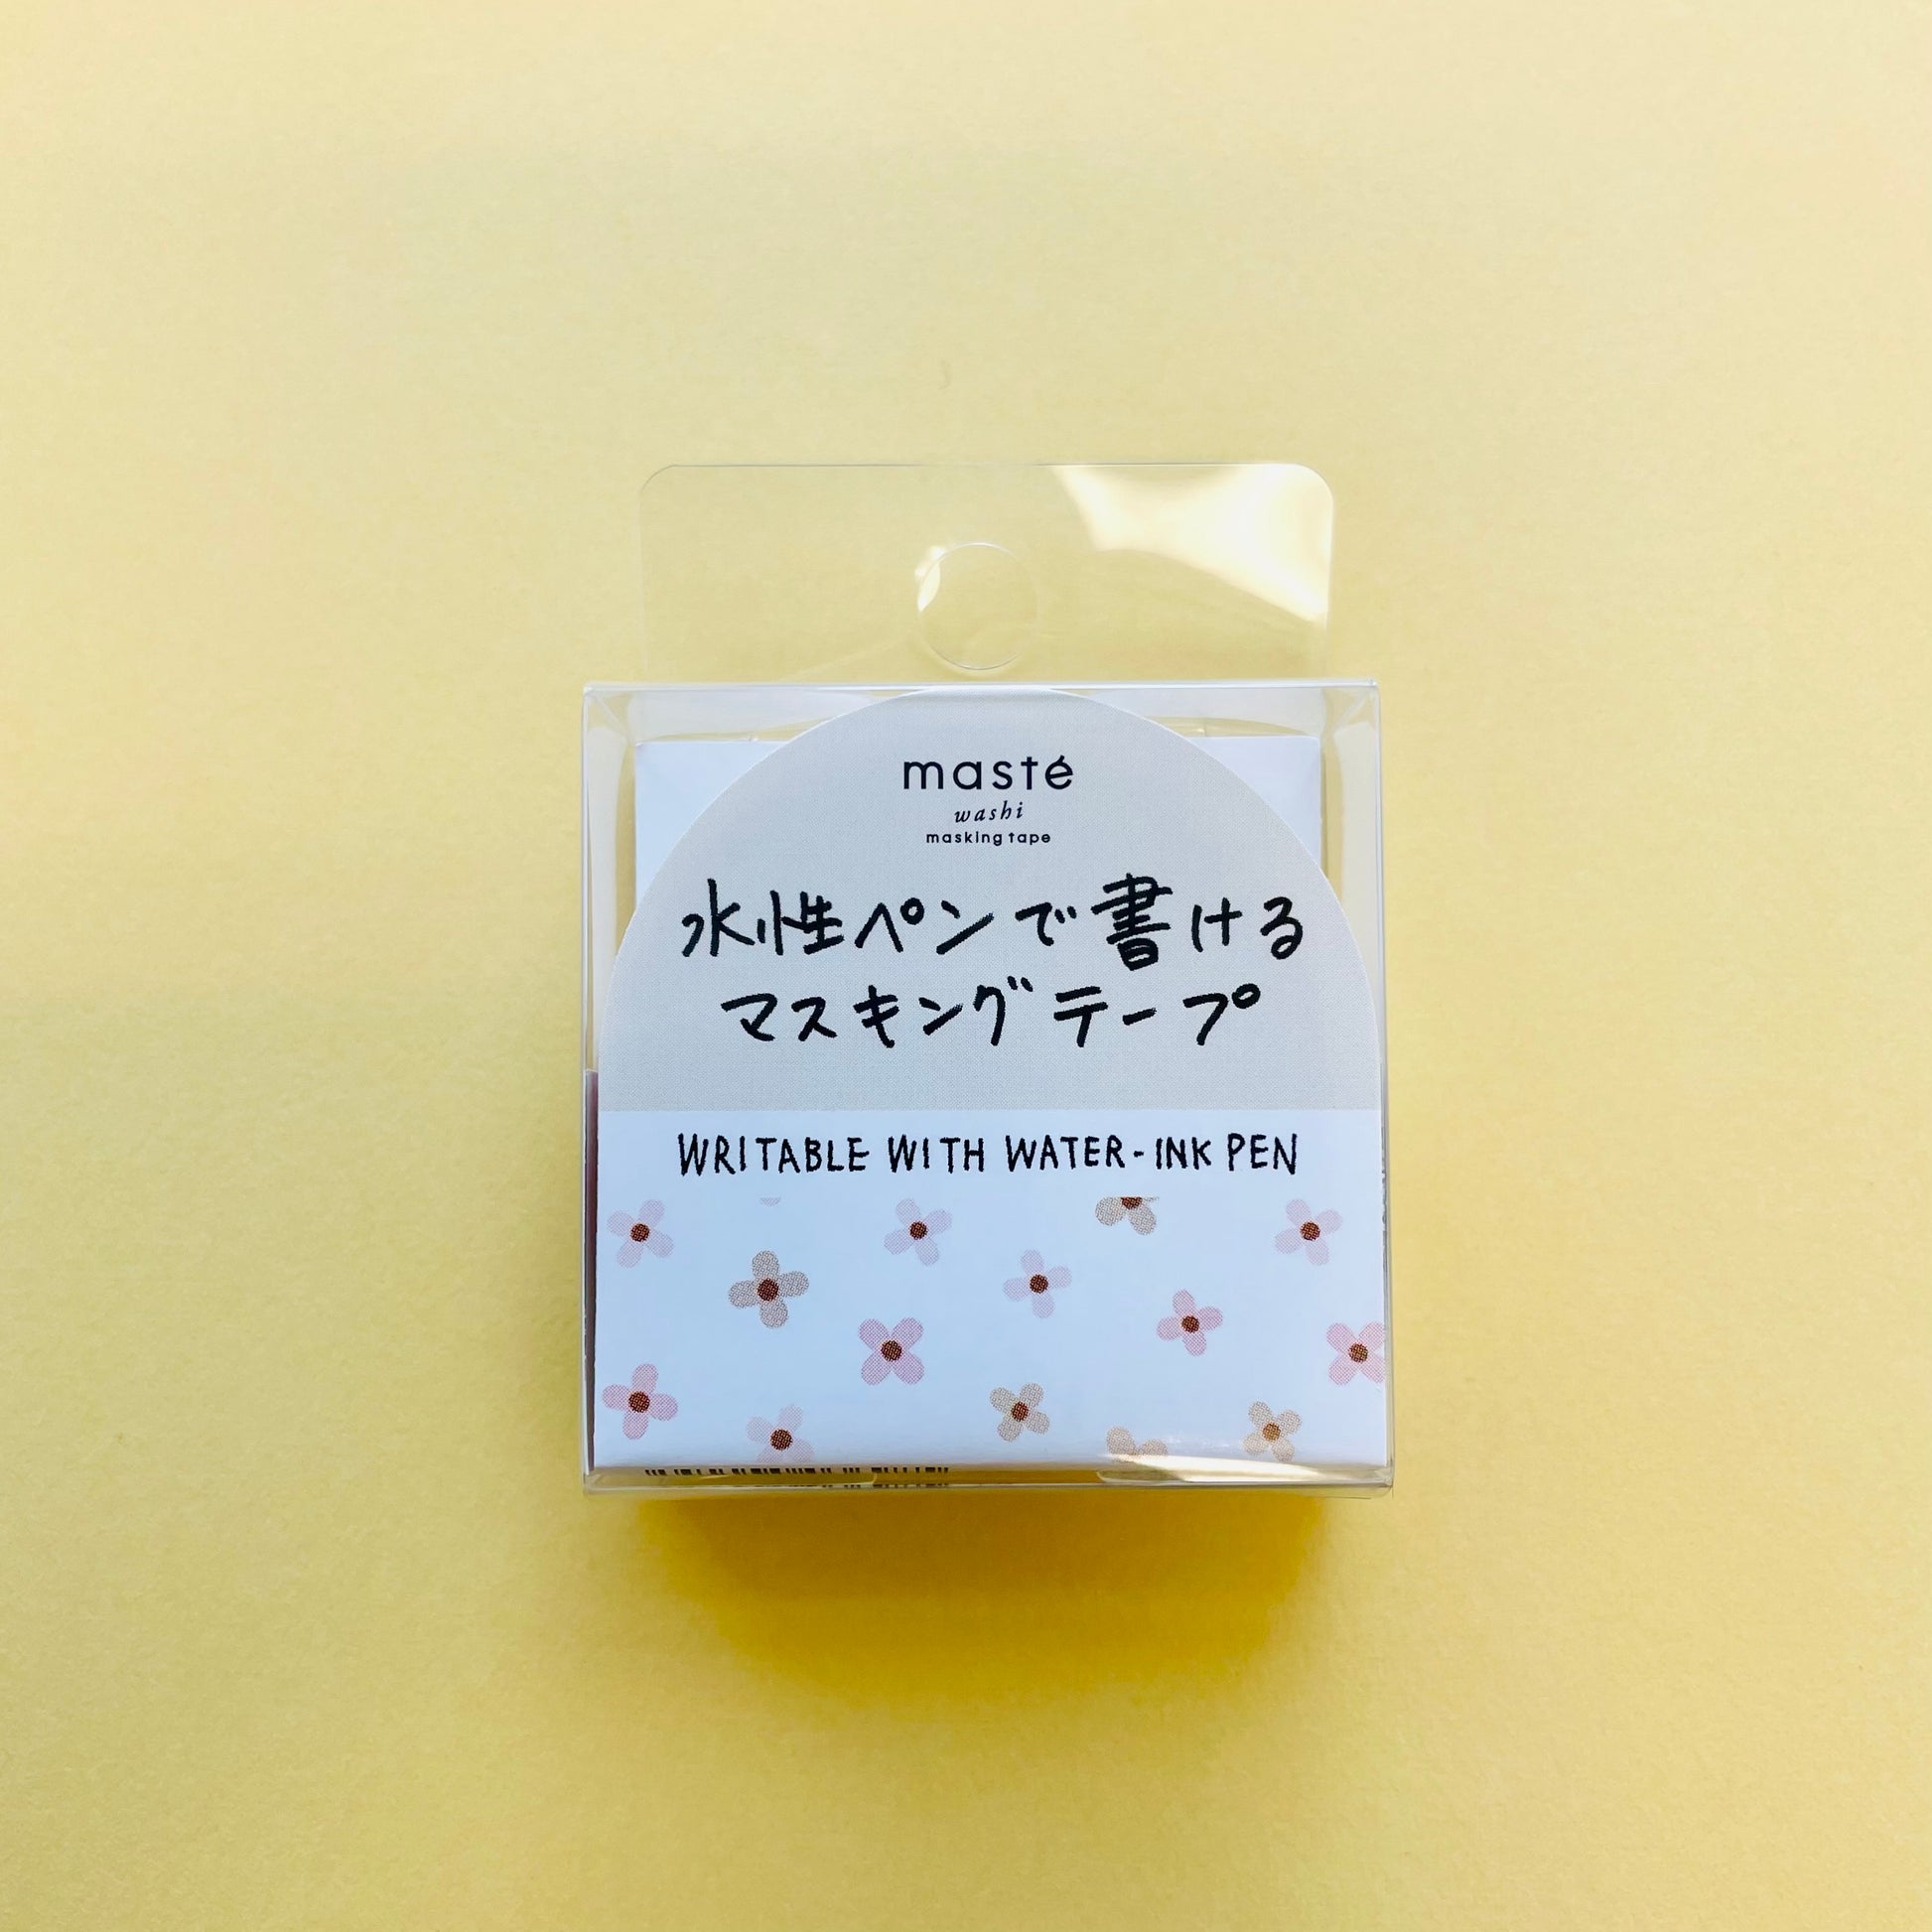 masté
washi
masking tape
水性ペンで書ける
マスキングテープ
WRITABLE WITH WATER-INK PEN